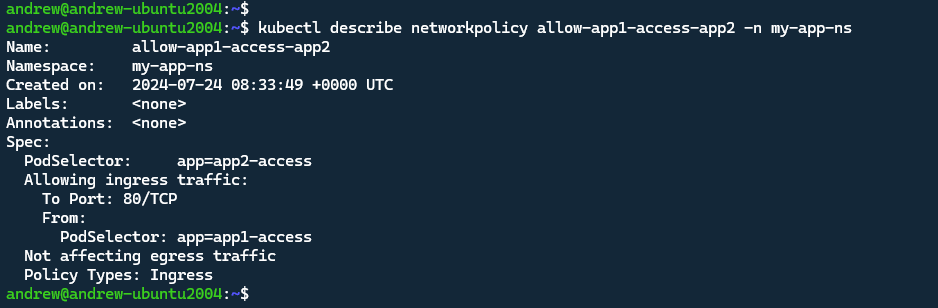 andrew@andrew-ubuntu2004:~$
andrew@andrew-ubuntu2004:~$ kubectl describe networkpolicy allow-app1-access-app2 -n my-app-ns
Name:         allow-app1-access-app2
Namespace:    my-app-ns
Created on:   2024-07-24 08:33:49 +0000 UTC
Labels:       <none>
Annotations:  <none>
Spec:
  PodSelector:     app=app2-access
  Allowing ingress traffic:
    To Port: 80/TCP
    From:
      PodSelector: app=app1-access
  Not affecting egress traffic
  Policy Types: Ingress
andrew@andrew-ubuntu2004:~$